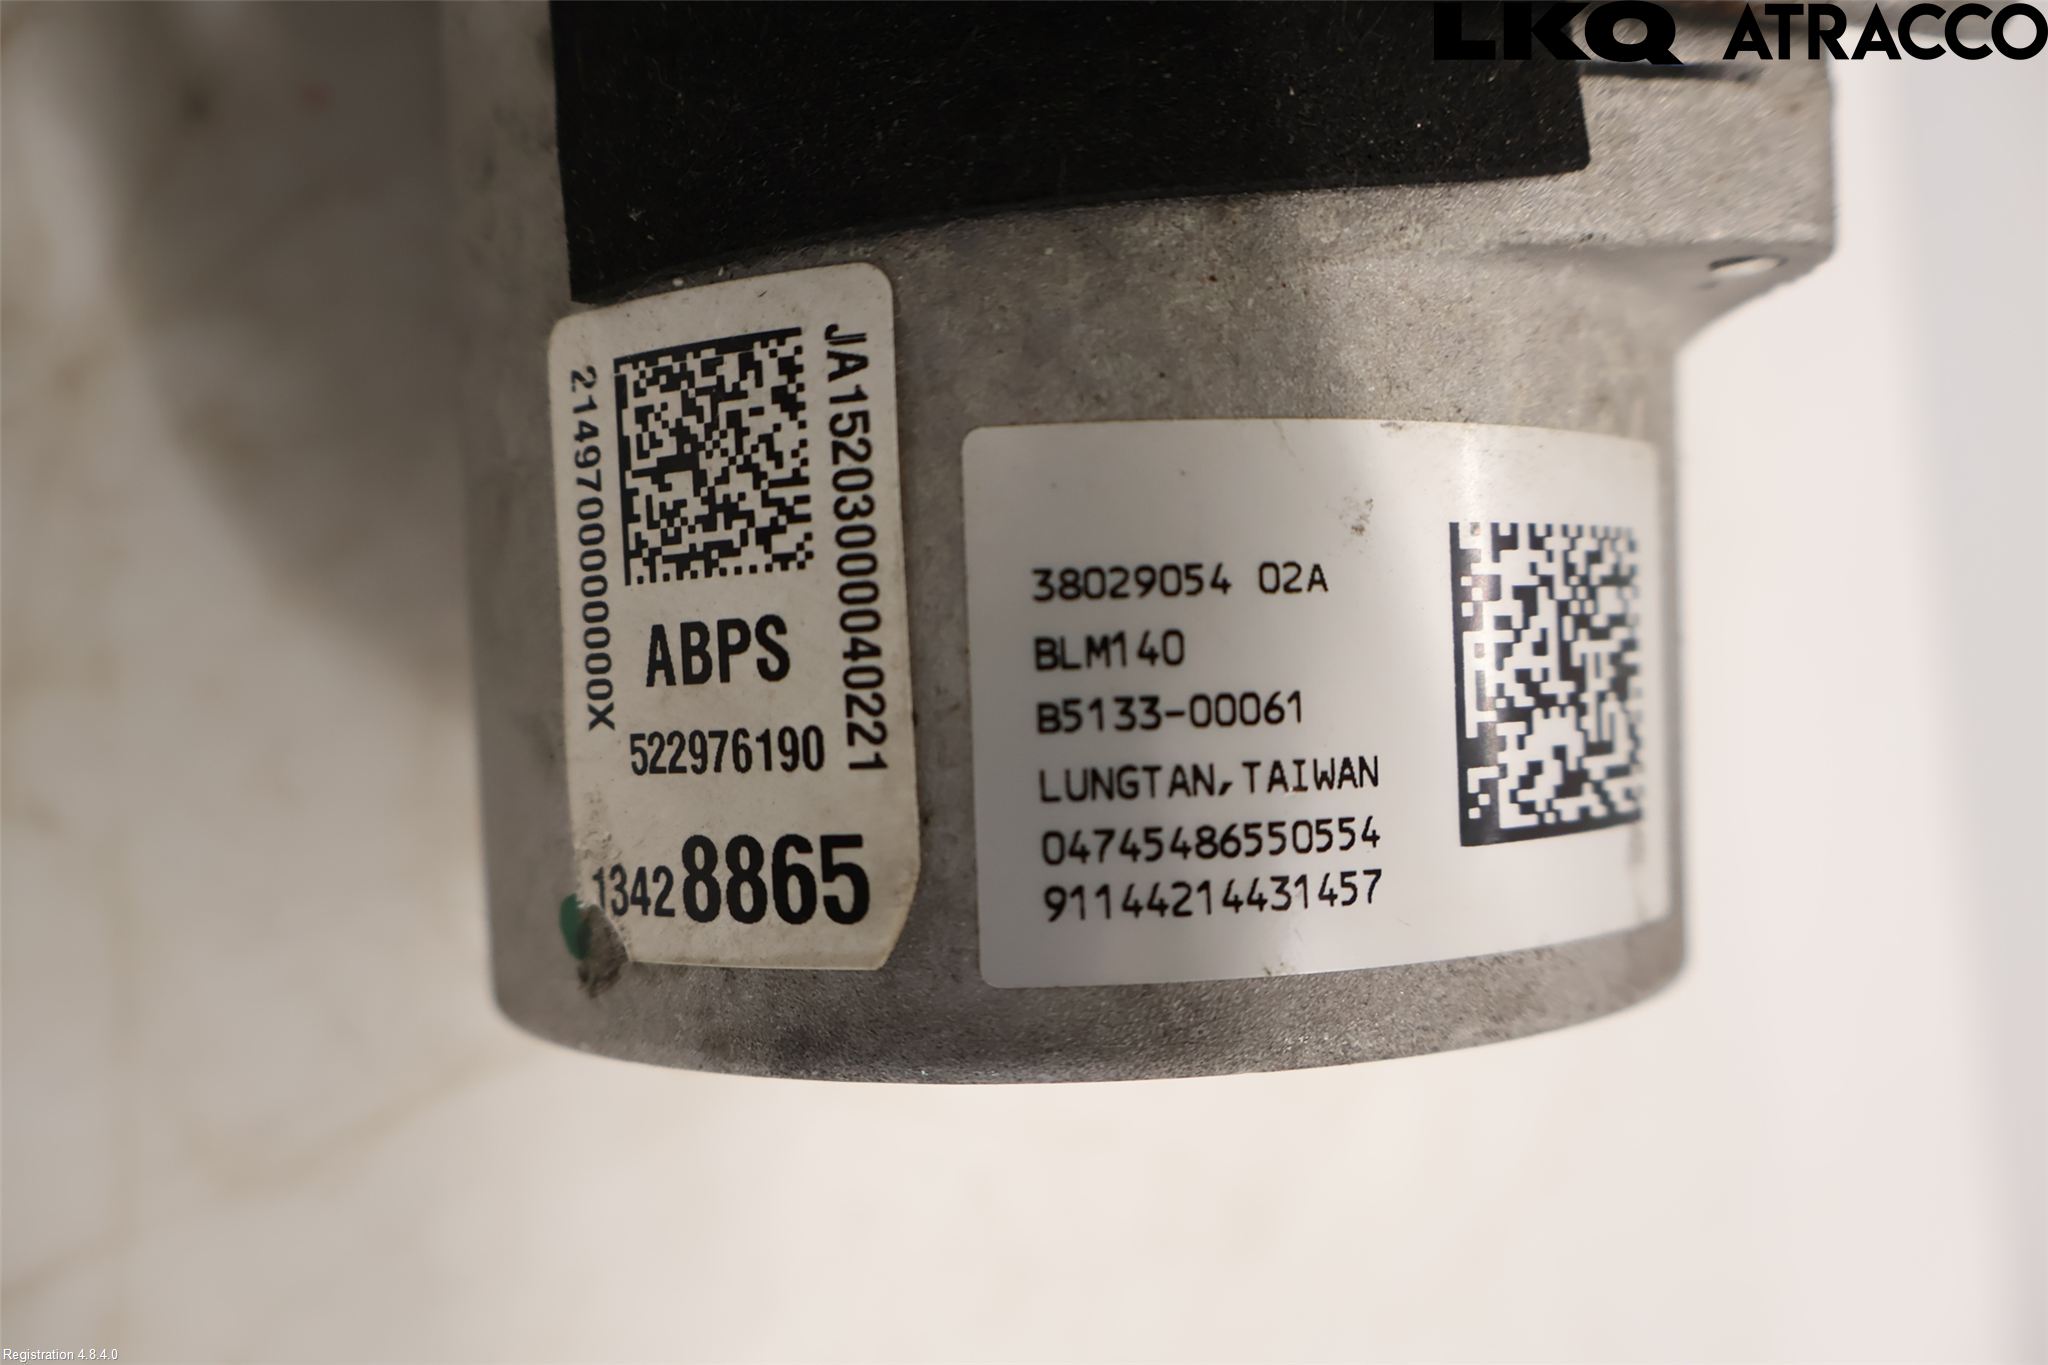 LKQ ATRACCO
JA15203000040221
21149700000000000X
ABPS
522976190
13428865
38029054 02A
BLM140
B5133-00061
LUNGTAN,TAIWAN
04745486550554
91144214431457
Registration 4.8.4.0